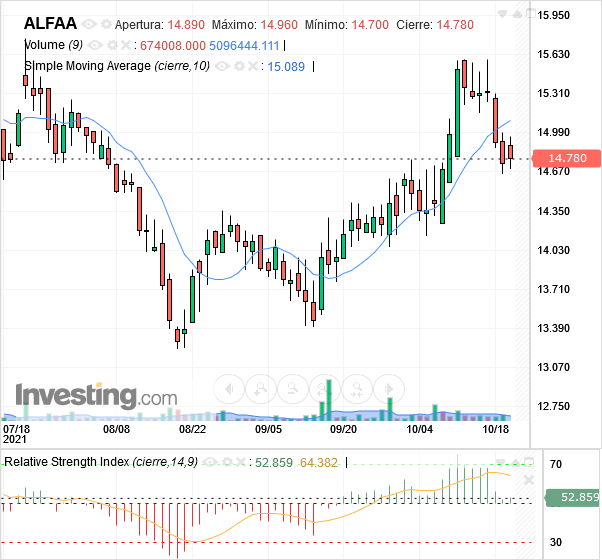 ALFAA Apertura: 14.890 Máximo: 14.960 Mínimo: 14.700 Cierre: 14.780
Volume (9) : 674008.000 5096444.111
Simple Moving Average (cierre,10) : 15.089
15.950
15.630
15.310
14.990
14.780
14.670
14.350
14.030
13.710
13.390
13.070
12.750
Investing.com
07/18 08/08 08/22 09/05 09/20 10/04 10/18
2021
Relative Strength Index (cierre,14,9) : 52.859 64.382
70
52.859
30